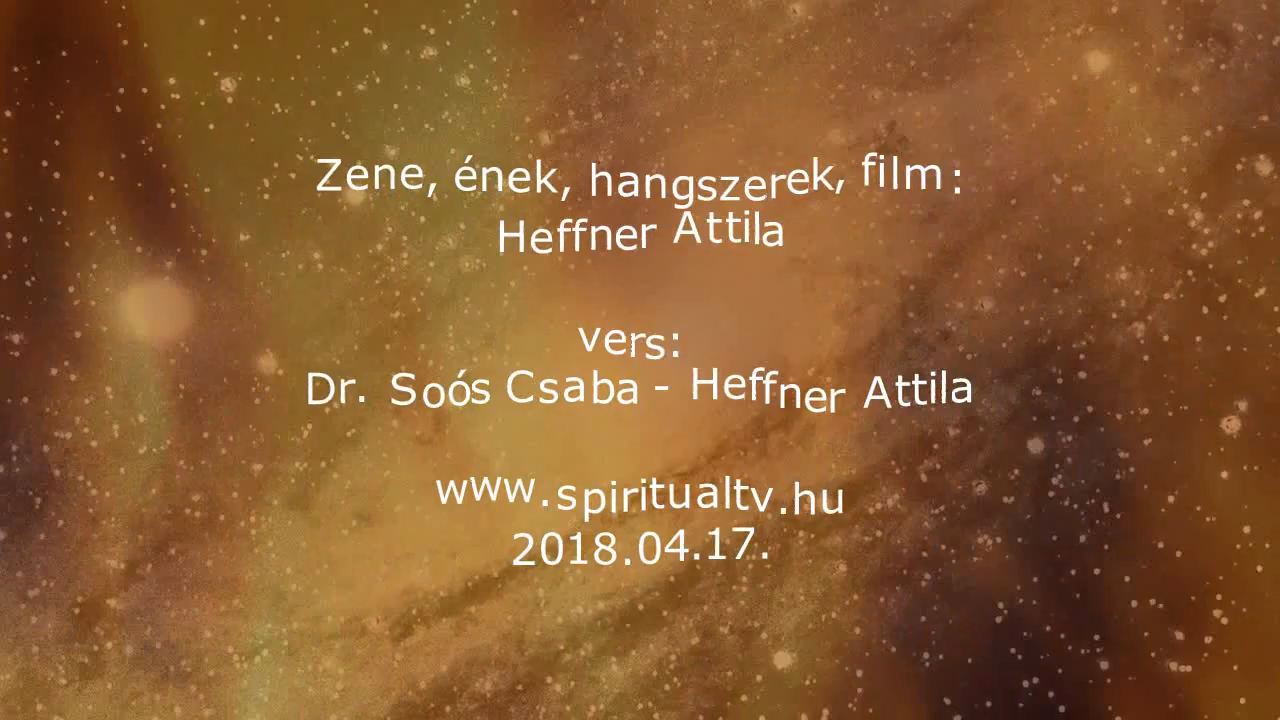 Zene, ének, hangszerek, film:
Heffner Attila
vers:
Dr. Soós Csaba - Heffner Attila
www.spiritualtv.hu
2018.04.17.